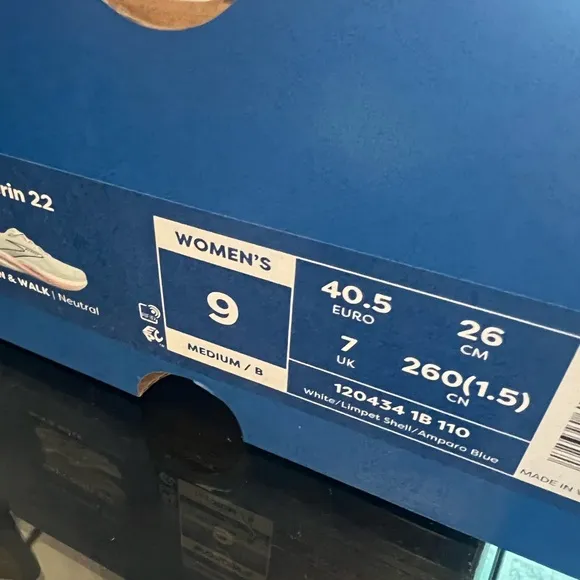 rin 22
N & WALK | Neutral
WOMEN'S
9
MEDIUM / B
40.5
EURO
26
CM
7
UK
260(1.5)
CN
120434 1B 110
White/Limpet Shell/Amparo Blue
MADE IN